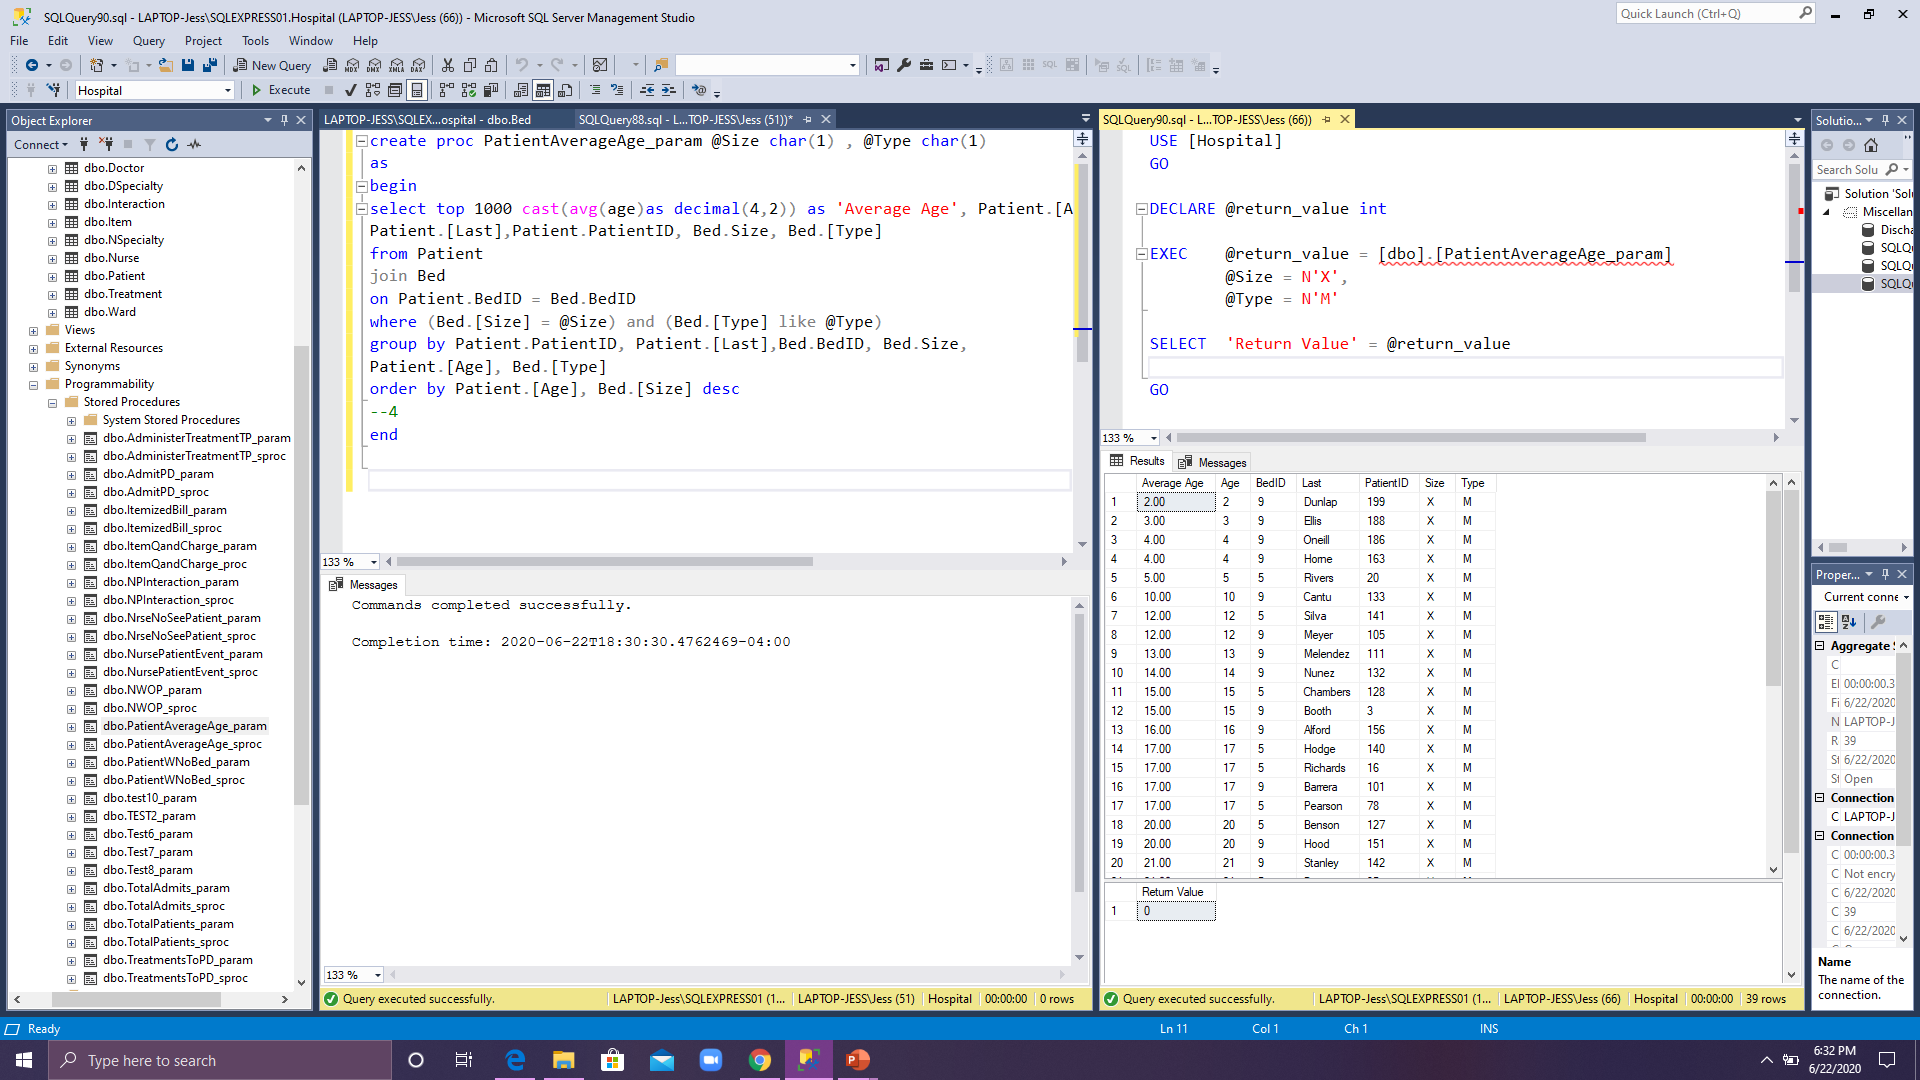 SQLQuery90.sql - LAPTOP-Jess\SQLEXPRESS01.Hospital (LAPTOP-JESS\Jess (66)) - Microsoft SQL Server Management Studio
Quick Launch (Ctrl+Q)
File Edit View Query Project Tools Window Help
New Query MDX DMX XMLA DAX
Hospital Execute
Object Explorer
Connect
dbo.Doctor
dbo.DSpecialty
dbo.Interaction
dbo.Item
dbo.NSpecialty
dbo.Nurse
dbo.Patient
dbo.Treatment
dbo.Ward
Views
External Resources
Synonyms
Programmability
Stored Procedures
System Stored Procedures
dbo.AdministerTreatmentTP_param
dbo.AdministerTreatmentTP_sproc
dbo.AdmitPD_param
dbo.AdmitPD_sproc
dbo.ItemizedBill_param
dbo.ItemizedBill_sproc
dbo.ItemQandCharge_param
dbo.ItemQandCharge_proc
dbo.NPInteraction_param
dbo.NPInteraction_sproc
dbo.NrseNoSeePatient_param
dbo.NrseNoSeePatient_sproc
dbo.NursePatientEvent_param
dbo.NursePatientEvent_sproc
dbo.NWOP_param
dbo.NWOP_sproc
dbo.PatientAverageAge_param
dbo.PatientAverageAge_sproc
dbo.PatientWNoBed_param
dbo.PatientWNoBed_sproc
dbo.test10_param
dbo.TEST2_param
dbo.Test6_param
dbo.Test7_param
dbo.Test8_param
dbo.TotalAdmits_param
dbo.TotalAdmits_sproc
dbo.TotalPatients_param
dbo.TotalPatients_sproc
dbo.TreatmentsToPD_param
dbo.TreatmentsToPD_sproc
LAPTOP-JESS\SQLEX...ospital - dbo.Bed SQLQuery88.sql - L...TOP-JESS\Jess (51))*
create proc PatientAverageAge_param @Size char(1) , @Type char(1)
as
begin
select top 1000 cast(avg(age)as decimal(4,2)) as 'Average Age', Patient.[A
Patient.[Last],Patient.PatientID, Bed.Size, Bed.[Type]
from Patient
join Bed
on Patient.BedID = Bed.BedID
where (Bed.[Size] = @Size) and (Bed.[Type] like @Type)
group by Patient.PatientID, Patient.[Last],Bed.BedID, Bed.Size,
Patient.[Age], Bed.[Type]
order by Patient.[Age], Bed.[Size] desc
--4
end
133 %
Messages
Commands completed successfully.
Completion time: 2020-06-22T18:30:30.4762469-04:00
133 %
Query executed successfully. LAPTOP-Jess\SQLEXPRESS01 (1... LAPTOP-JESS\Jess (51) Hospital 00:00:00 0 rows
SQLQuery90.sql - L...TOP-JESS\Jess (66))
USE [Hospital]
GO
DECLARE @return_value int
EXEC @return_value = [dbo].[PatientAverageAge_param]
@Size = N'X',
@Type = N'M'
SELECT 'Return Value' = @return_value
GO
133 %
Results Messages
Average Age Age BedID Last PatientID Size Type
1 2.00 2 9 Dunlap 199 X M
2 3.00 3 9 Ellis 188 X M
3 4.00 4 9 Oneill 186 X M
4 4.00 4 9 Horne 163 X M
5 5.00 5 5 Rivers 20 X M
6 10.00 10 9 Cantu 133 X M
7 12.00 12 5 Silva 141 X M
8 12.00 12 9 Meyer 105 X M
9 13.00 13 9 Melendez 111 X M
10 14.00 14 9 Nunez 132 X M
11 15.00 15 5 Chambers 128 X M
12 15.00 15 9 Booth 3 X M
13 16.00 16 9 Alford 156 X M
14 17.00 17 5 Hodge 140 X M
15 17.00 17 5 Richards 16 X M
16 17.00 17 9 Barrera 101 X M
17 17.00 17 5 Pearson 78 X M
18 20.00 20 5 Benson 127 X M
19 20.00 20 9 Hood 151 X M
20 21.00 21 9 Stanley 142 X M
Return Value
1 0
Query executed successfully. LAPTOP-Jess\SQLEXPRESS01 (1... LAPTOP-JESS\Jess (66) Hospital 00:00:00 39 rows
Solutio...
Search Solu
Solution 'Sol
Miscellan
Discha
SQLQu
SQLQu
SQLQu
Proper...
Current conne
Aggregate S
C
El 00:00:00.3
Fi 6/22/2020
N LAPTOP-J
R 39
St 6/22/2020
St Open
Connection
C LAPTOP-J
Connection
C 00:00:00.3
C Not encry
C 6/22/2020
C 39
C 6/22/2020
Name
The name of the
connection.
Ready Ln 11 Col 1 Ch 1 INS
Type here to search
6:32 PM
6/22/2020